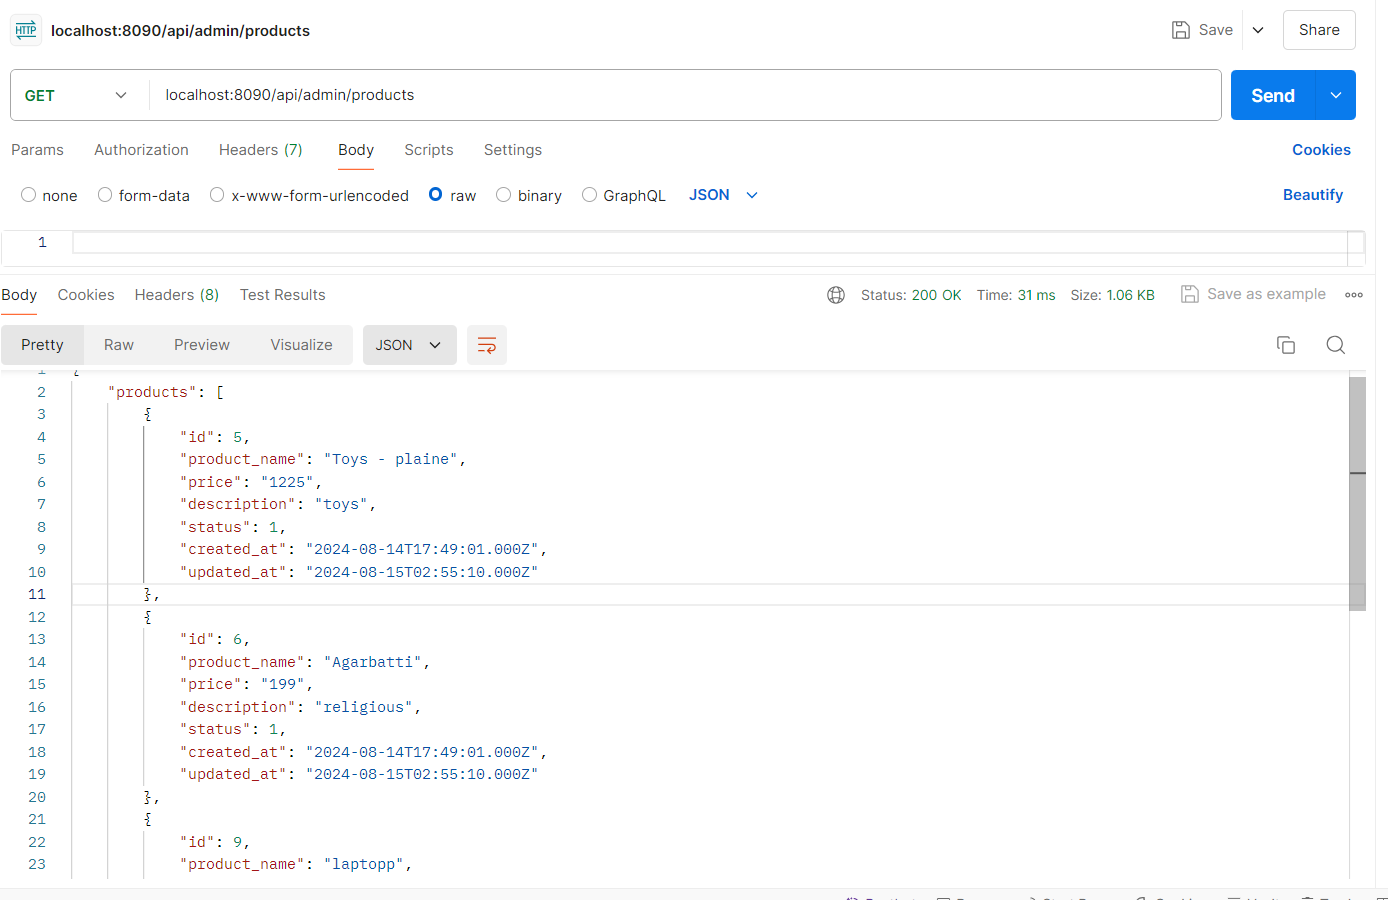 HTTP localhost:8090/api/admin/products Save Share
GET localhost:8090/api/admin/products Send
Params Authorization Headers (7) Body Scripts Settings Cookies
none form-data x-www-form-urlencoded raw binary GraphQL JSON Beautify
1
Body Cookies Headers (8) Test Results Status: 200 OK Time: 31 ms Size: 1.06 KB Save as example
Pretty Raw Preview Visualize JSON
1 {
2 "products": [
3 {
4 "id": 5,
5 "product_name": "Toys - plaine",
6 "price": "1225",
7 "description": "toys",
8 "status": 1,
9 "created_at": "2024-08-14T17:49:01.000Z",
10 "updated_at": "2024-08-15T02:55:10.000Z"
11 },
12 {
13 "id": 6,
14 "product_name": "Agarbatti",
15 "price": "199",
16 "description": "religious",
17 "status": 1,
18 "created_at": "2024-08-14T17:49:01.000Z",
19 "updated_at": "2024-08-15T02:55:10.000Z"
20 },
21 {
22 "id": 9,
23 "product_name": "laptopp",